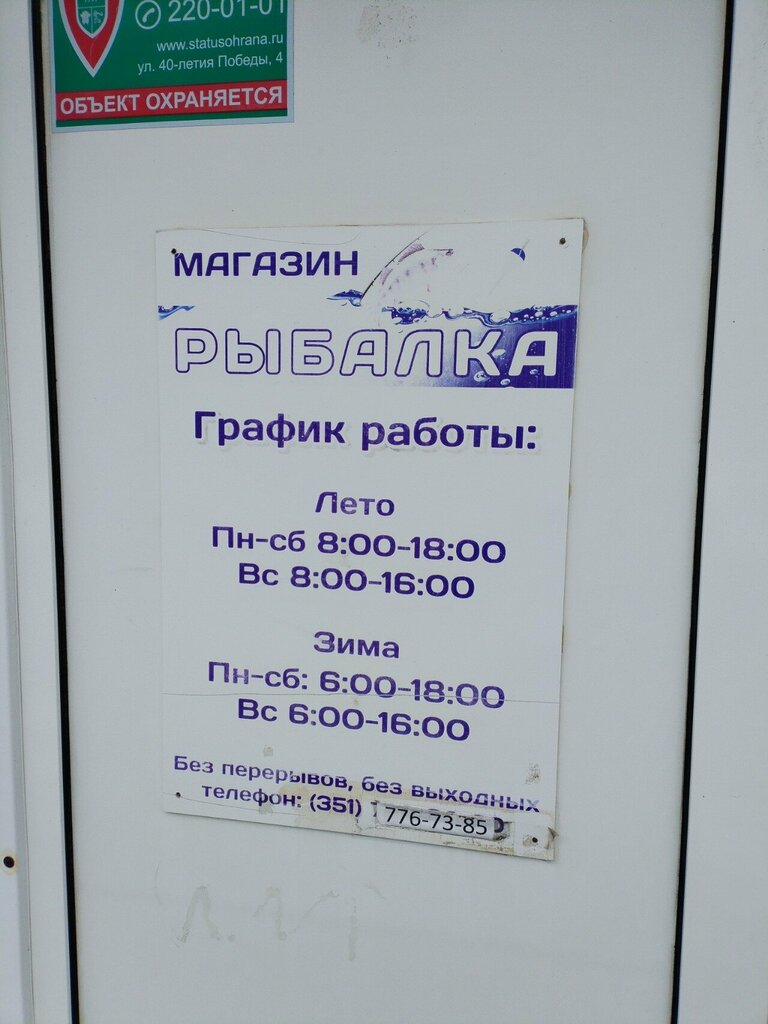 220-01-01
www.statusohrana.ru
ул. 40-летия Победы, 4
ОБЪЕКТ ОХРАНЯЕТСЯ
МАГАЗИН
РЫБАЛКА
График работы:
Лето
Пн-сб 8:00-18:00
Вс 8:00-16:00
Зима
Пн-сб: 6:00-18:00
Вс 6:00-16:00
Без перерывов, без выходных
телефон: (351) 776-73-85